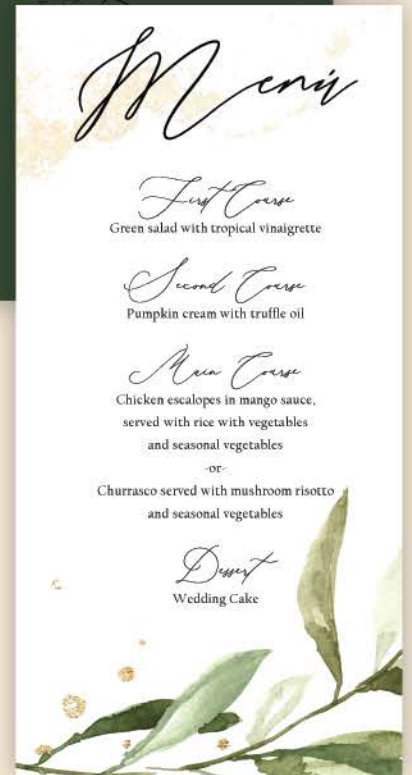 Menú
First Course
Green salad with tropical vinaigrette
Second Course
Pumpkin cream with truffle oil
Main Course
Chicken escalopes in mango sauce,
served with rice with vegetables
and seasonal vegetables
-or-
Churrasco served with mushroom risotto
and seasonal vegetables
Dessert
Wedding Cake